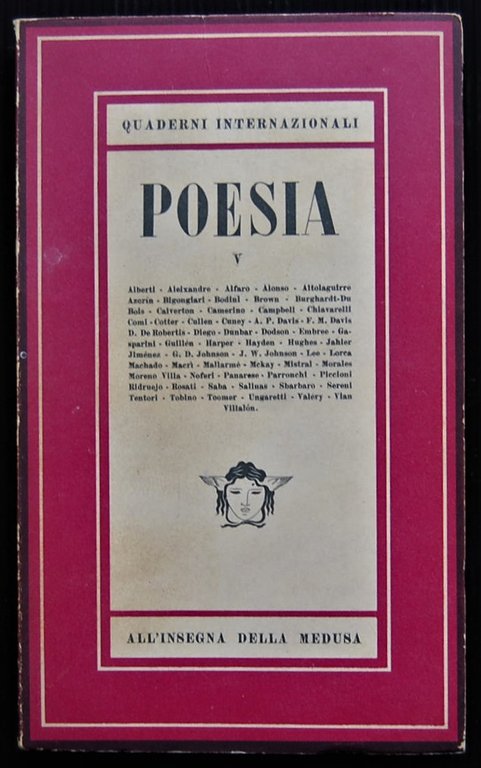 QUADERNI INTERNAZIONALI
POESIA
V
Alberti - Aleixandre - Alfaro - Alonso - Altolaguirre
Azorín - Bigongiari - Bodini - Brown - Burghardt-Du
Bois - Calverton - Camerino - Campbell - Chiavarelli
Comi - Cotter - Cullen - Cuney - A. P. Davis - F. M. Davis
D. De Robertis - Diego - Dunbar - Dodson - Embree - Ga-
sparini - Guillén - Harper - Hayden - Hughes - Jahier
Jiménez - G. D. Johnson - J. W. Johnson - Lee - Lorca
Machado - Macrì - Mallarmé - Mckay - Mistral - Morales
Moreno Villa - Noferi - Panarese - Parronchi - Piccioni
Ridruejo - Rosati - Saba - Salinas - Sbarbaro - Sereni
Tentori - Tobino - Toomer - Ungaretti - Valery - Vian
Villalón.
ALL'INSEGNA DELLA MEDUSA